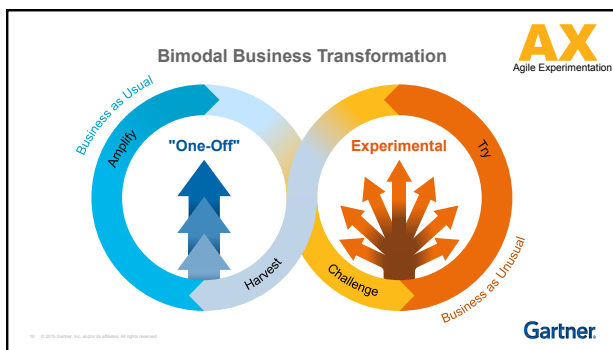 Bimodal Business Transformation
AX
Agile Experimentation
Business as Usual
Amplify
"One-Off"
Experimental
Try
Harvest
Challenge
Business as Unusual
Gartner.